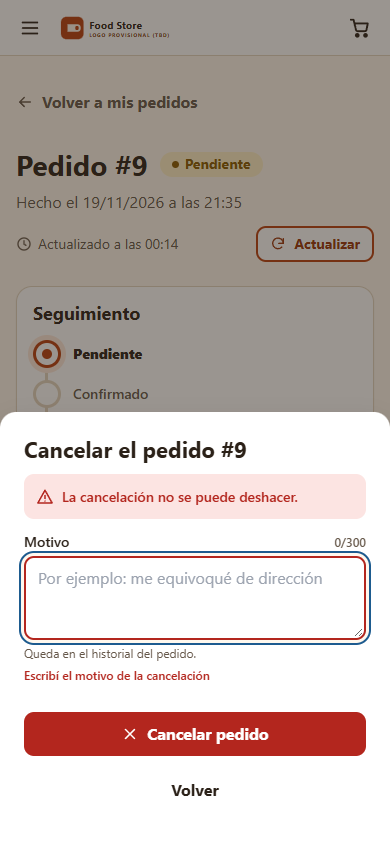 Food Store
LOGO PROVISIONAL (TBD)
Volver a mis pedidos
Pedido #9
Pendiente
Hecho el 19/11/2026 a las 21:35
Actualizado a las 00:14
Actualizar
Seguimiento
Pendiente
Confirmado
Cancelar el pedido #9
La cancelación no se puede deshacer.
Motivo
0/300
Por ejemplo: me equivoqué de dirección
Queda en el historial del pedido.
Escribí el motivo de la cancelación
Cancelar pedido
Volver